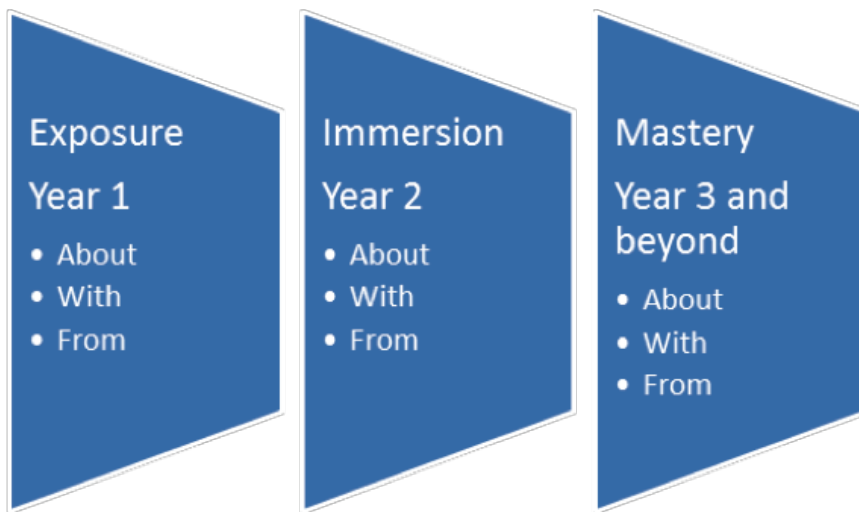 Exposure
Year 1
• About
• With
• From
Immersion
Year 2
• About
• With
• From
Mastery
Year 3 and
beyond
• About
• With
• From